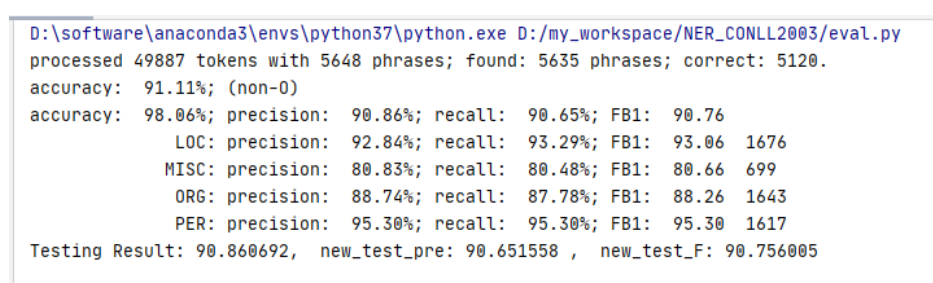 D:\software\anaconda3\envs\python37\python.exe D:/my_workspace/NER_CONLL2003/eval.py
processed 49887 tokens with 5648 phrases; found: 5635 phrases; correct: 5120.
accuracy:  91.11%; (non-O)
accuracy:  98.06%; precision:  90.86%; recall:  90.65%; FB1:  90.76
              LOC: precision:  92.84%; recall:  93.29%; FB1:  93.06  1676
             MISC: precision:  80.83%; recall:  80.48%; FB1:  80.66  699
              ORG: precision:  88.74%; recall:  87.78%; FB1:  88.26  1643
              PER: precision:  95.30%; recall:  95.30%; FB1:  95.30  1617
Testing Result: 90.860692,  new_test_pre: 90.651558 ,  new_test_F: 90.756005